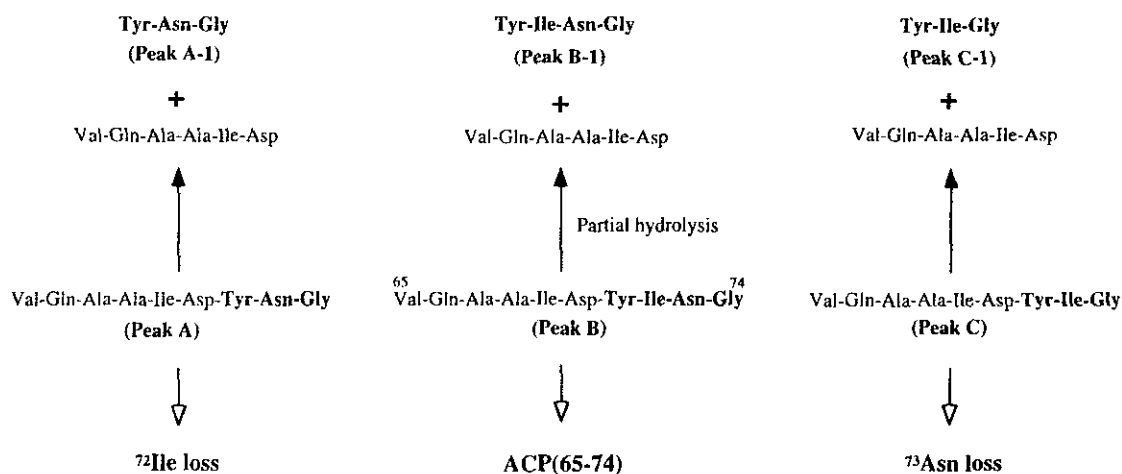 Tyr-Asn-Gly
(Peak A-1)
+
Val-Gln-Ala-Ala-Ile-Asp
Val-Gln-Ala-Ala-Ile-Asp-Tyr-Asn-Gly
(Peak A)
72Ile loss
Tyr-Ile-Asn-Gly
(Peak B-1)
+
Val-Gln-Ala-Ala-Ile-Asp
Partial hydrolysis
65 74
Val-Gln-Ala-Ala-Ile-Asp-Tyr-Ile-Asn-Gly
(Peak B)
ACP(65-74)
Tyr-Ile-Gly
(Peak C-1)
+
Val-Gln-Ala-Ala-Ile-Asp
Val-Gln-Ala-Ala-Ile-Asp-Tyr-Ile-Gly
(Peak C)
73Asn loss